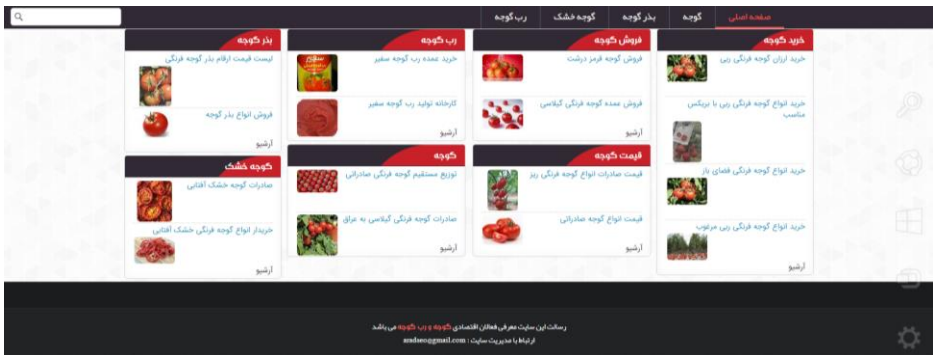 صفحه اصلی
گوجه
بذر گوجه
گوجه خشک
رب گوجه
خرید گوجه
خرید ارزان گوجه فرنگی ربی
خرید انواع گوجه فرنگی ربی با بریکس
مناسب
خرید انواع گوجه فرنگی فضای باز
خرید انواع گوجه فرنگی ربی مرغوب
آرشیو
فروش گوجه
فروش گوجه قرمز درشت
فروش عمده گوجه فرنگی گیلاسی
آرشیو
قیمت گوجه
قیمت صادرات انواع گوجه فرنگی ریز
قیمت انواع گوجه صادراتی
آرشیو
رب گوجه
خرید عمده رب گوجه سفیر
کارخانه تولید رب گوجه سفیر
آرشیو
گوجه
توزیع مستقیم گوجه فرنگی صادراتی
صادرات گوجه فرنگی گیلاسی به عراق
آرشیو
بذر گوجه
لیست قیمت ارقام بذر گوجه فرنگی
فروش انواع بذر گوجه
آرشیو
گوجه خشک
صادرات گوجه خشک آفتابی
خریدار انواع گوجه فرنگی خشک آفتابی
آرشیو
رسالت این سایت معرفی فعالان اقتصادی گوجه و رب گوجه می باشد
ارتباط با مدیریت سایت : aradseo@gmail.com